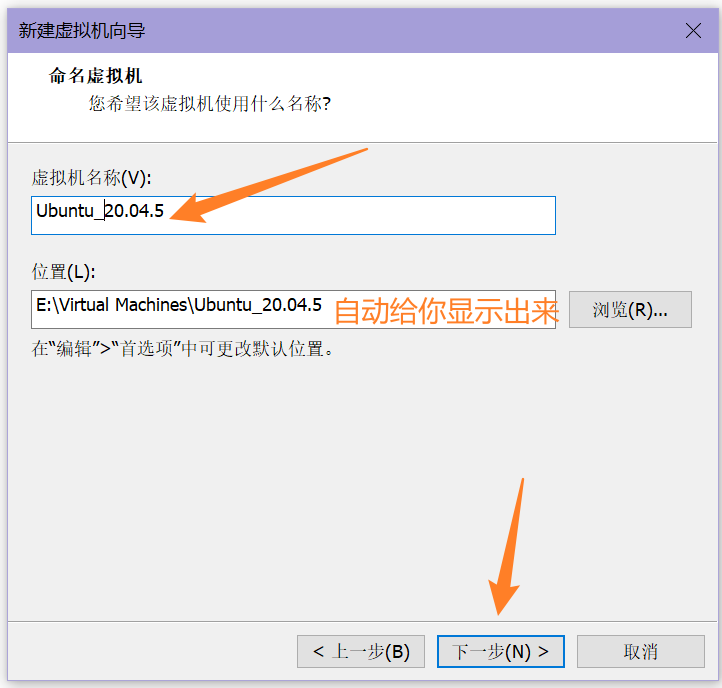 新建虚拟机向导
命名虚拟机
您希望该虚拟机使用什么名称?
虚拟机名称(V):
Ubuntu_20.04.5
位置(L):
E:\Virtual Machines\Ubuntu_20.04.5 自动给你显示出来 浏览(R)...
在“编辑”>“首选项”中可更改默认位置。
< 上一步(B) 下一步(N) > 取消